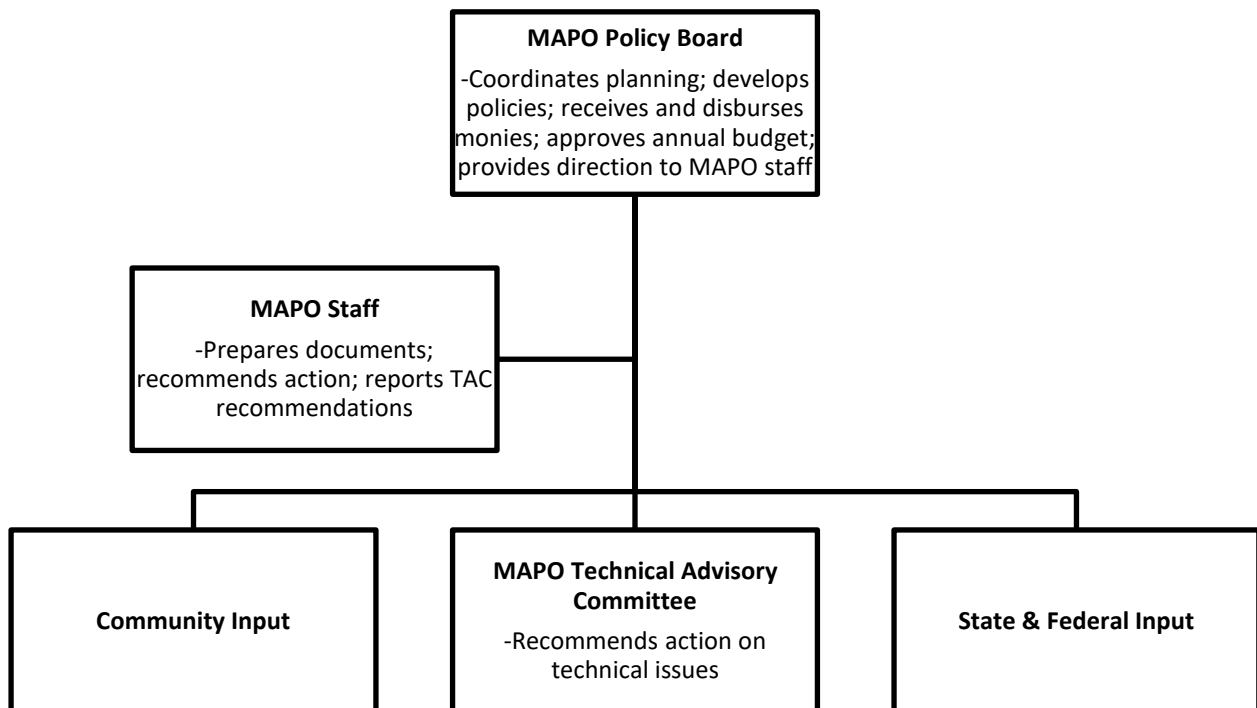 MAPO Policy Board
-Coordinates planning; develops
policies; receives and disburses
monies; approves annual budget;
provides direction to MAPO staff
MAPO Staff
-Prepares documents;
recommends action; reports TAC
recommendations
Community Input
MAPO Technical Advisory
Committee
-Recommends action on
technical issues
State & Federal Input